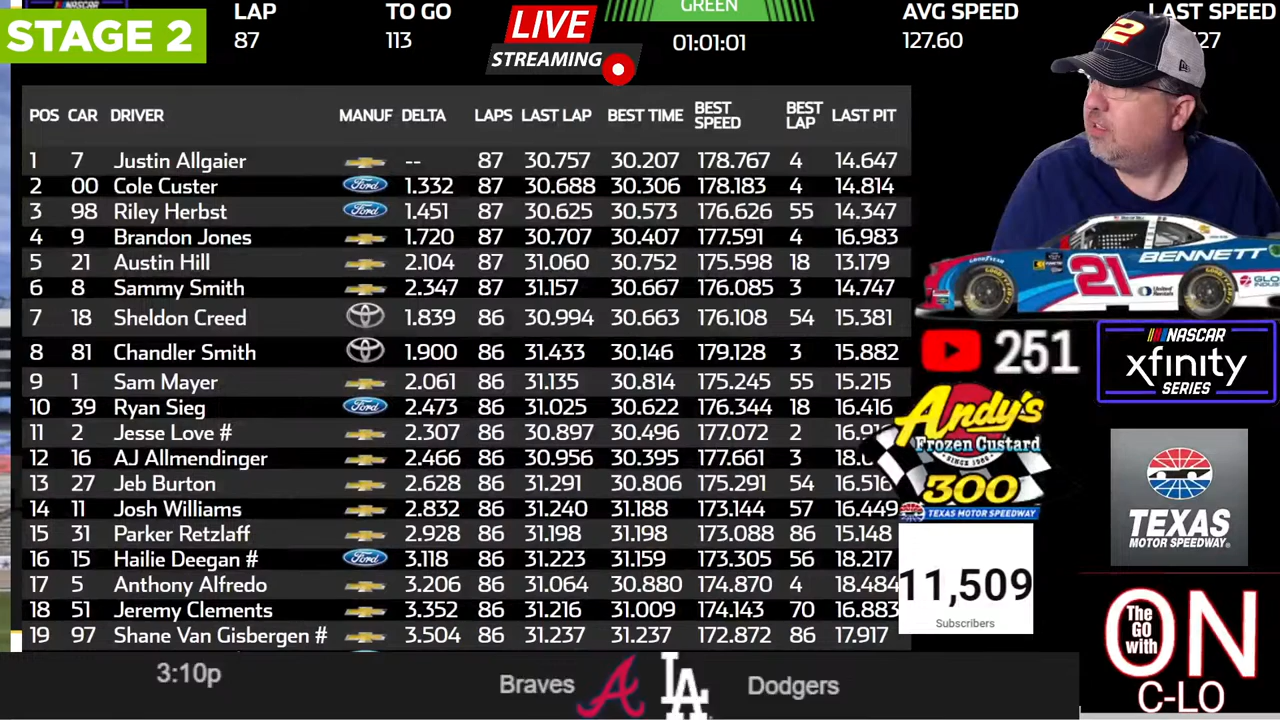 NASCAR
STAGE 2
LAP
87
TO GO
113
LIVE
STREAMING
GREEN
01:01:01
AVG SPEED
127.60
LAST SPEED
27
2
POS CAR DRIVER MANUF DELTA LAPS LAST LAP BEST TIME BEST SPEED BEST LAP LAST PIT
1 7 Justin Allgaier -- 87 30.757 30.207 178.767 4 14.647
2 00 Cole Custer Ford 1.332 87 30.688 30.306 178.183 4 14.814
3 98 Riley Herbst Ford 1.451 87 30.625 30.573 176.626 55 14.347
4 9 Brandon Jones 1.720 87 30.707 30.407 177.591 4 16.983
5 21 Austin Hill 2.104 87 31.060 30.752 175.598 18 13.179
6 8 Sammy Smith 2.347 87 31.157 30.667 176.085 3 14.747
7 18 Sheldon Creed 1.839 86 30.994 30.663 176.108 54 15.381
8 81 Chandler Smith 1.900 86 31.433 30.146 179.128 3 15.882
9 1 Sam Mayer 2.061 86 31.135 30.814 175.245 55 15.215
10 39 Ryan Sieg Ford 2.473 86 31.025 30.622 176.344 18 16.416
11 2 Jesse Love # 2.307 86 30.897 30.496 177.072 2
12 16 AJ Allmendinger 2.466 86 30.956 30.395 177.661 3
13 27 Jeb Burton 2.628 86 31.291 30.806 175.291 54 16.516
14 11 Josh Williams 2.832 86 31.240 31.188 173.144 57 16.449
15 31 Parker Retzlaff 2.928 86 31.198 31.198 173.088 86 15.148
16 15 Hailie Deegan # Ford 3.118 86 31.223 31.159 173.305 56 18.217
17 5 Anthony Alfredo 3.206 86 31.064 30.880 174.870 4 18.484
18 51 Jeremy Clements 3.352 86 31.216 31.009 174.143 70 16.883
19 97 Shane Van Gisbergen # 3.504 86 31.237 31.237 172.872 86 17.917
21
BENNETT
United Rentals
251
NASCAR
xfinity
SERIES
Andy's
Frozen Custard
SINCE 1986
300
TEXAS MOTOR SPEEDWAY
TEXAS
MOTOR SPEEDWAY
11,509
Subscribers
The GO with ON
C-LO
3:10p
Braves A LA Dodgers